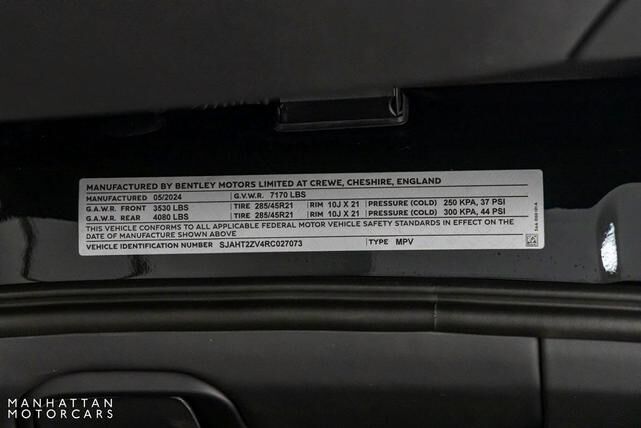 MANUFACTURED BY BENTLEY MOTORS LIMITED AT CREWE, CHESHIRE, ENGLAND
MANUFACTURED 05/2024 G.V.W.R. 7170 LBS
G.A.W.R. FRONT 3530 LBS TIRE 285/45R21 RIM 10J X 21 PRESSURE (COLD) 250 KPA, 37 PSI
G.A.W.R. REAR 4080 LBS TIRE 285/45R21 RIM 10J X 21 PRESSURE (COLD) 300 KPA, 44 PSI
THIS VEHICLE CONFORMS TO ALL APPLICABLE FEDERAL MOTOR VEHICLE SAFETY STANDARDS IN EFFECT ON THE
DATE OF MANUFACTURE SHOWN ABOVE
VEHICLE IDENTIFICATION NUMBER SJAHT2ZV4RC027073 TYPE MPV
MANHATTAN
MOTORCARS